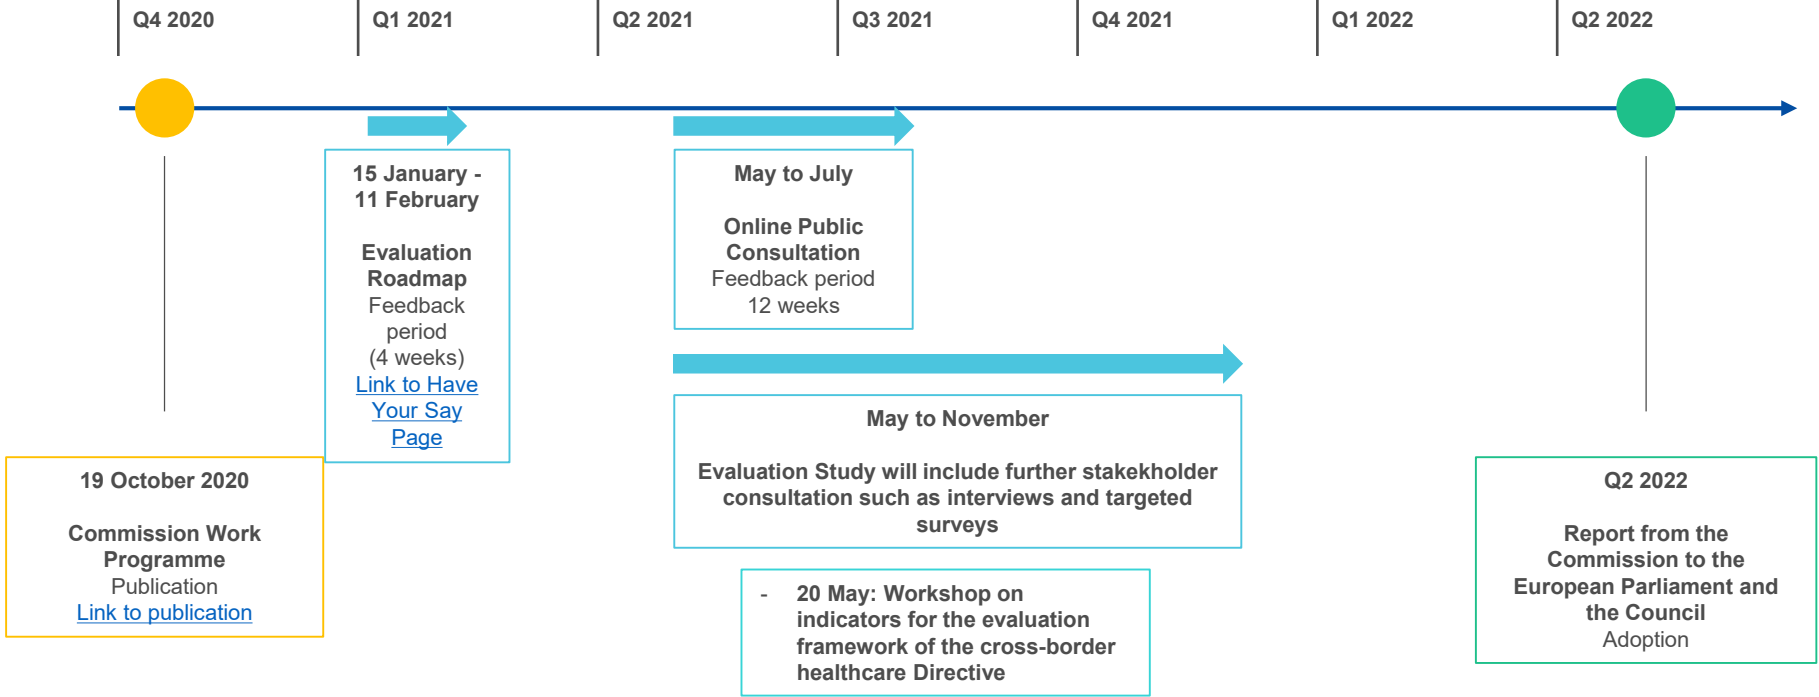 Q4 2020
Q1 2021
Q2 2021
Q3 2021
Q4 2021
Q1 2022
Q2 2022
15 January -
11 February
Evaluation
Roadmap
Feedback
period
(4 weeks)
Link to Have
Your Say
Page
May to July
Online Public
Consultation
Feedback period
12 weeks
May to November
Evaluation Study will include further stakekholder
consultation such as interviews and targeted
surveys
19 October 2020
Commission Work
Programme
Publication
Link to publication
- 20 May: Workshop on
indicators for the evaluation
framework of the cross-border
healthcare Directive
Q2 2022
Report from the
Commission to the
European Parliament and
the Council
Adoption